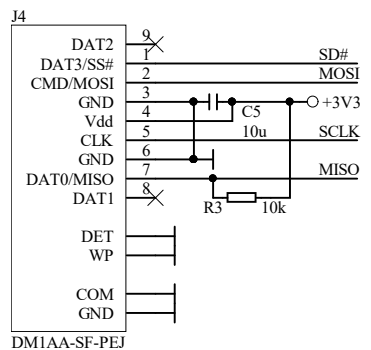 J4
DAT2 9
DAT3/SS# 1 SD#
CMD/MOSI 2 MOSI
GND 3 +3V3
Vdd 4 C5
10u
CLK 5 SCLK
GND 6
DAT0/MISO 7 MISO
DAT1 8 R3 10k
DET
WP
COM
GND
DM1AA-SF-PEJ